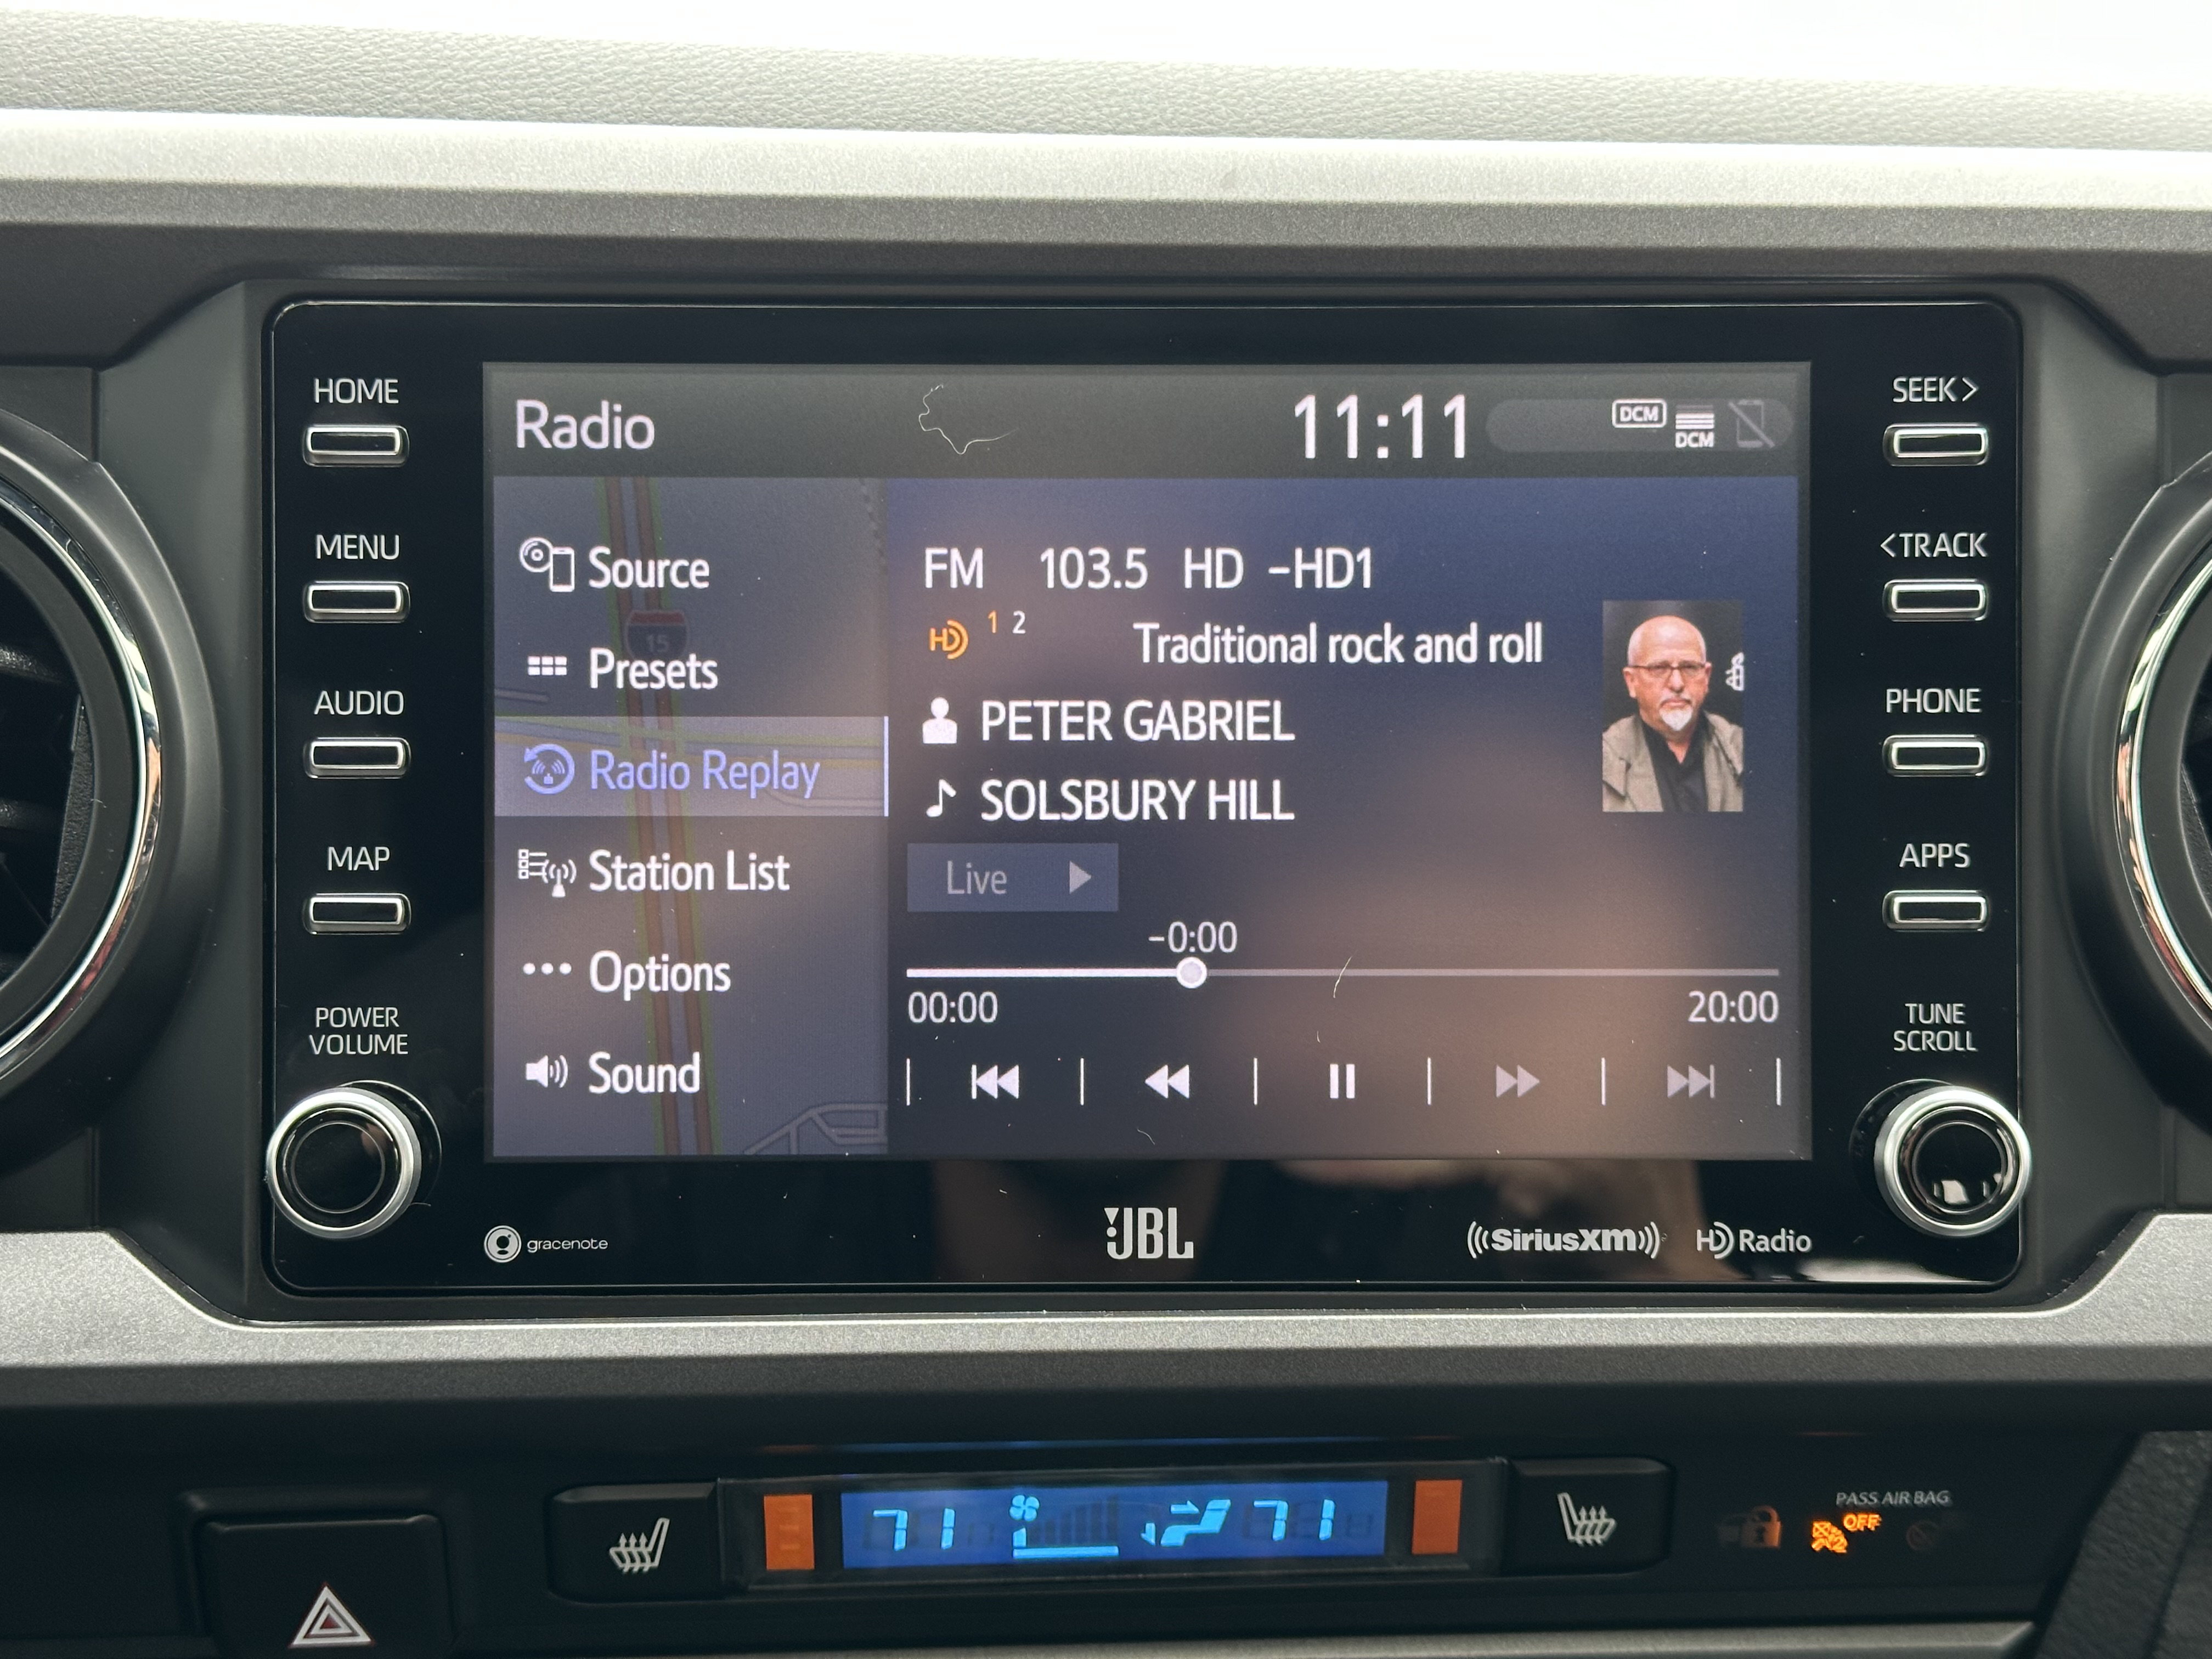 HOME
MENU
AUDIO
MAP
POWER
VOLUME
Radio
11:11
DCM
DCM
Source
15
Presets
Radio Replay
Station List
Options
Sound
FM 103.5 HD -HD1
HD 1 2 Traditional rock and roll
PETER GABRIEL
SOLSBURY HILL
Live
-0:00
00:00 20:00
SEEK>
<TRACK
PHONE
APPS
TUNE
SCROLL
gracenote
JBL
SiriusXM
HD Radio
71 71
PASS AIR BAG
OFF